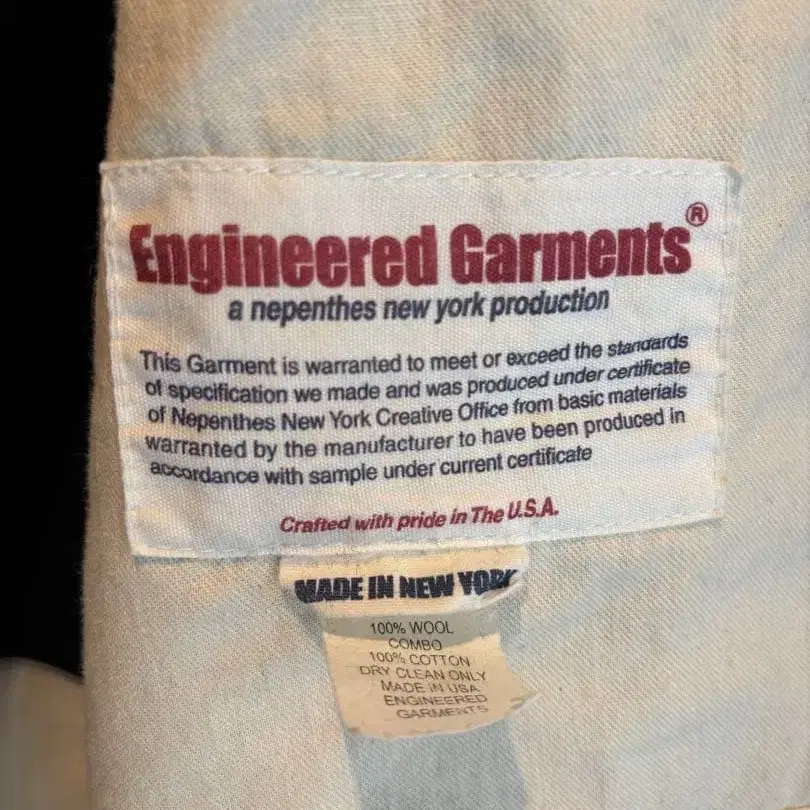 Engineered Garments®
a nepenthes new york production
This Garment is warranted to meet or exceed the standards
of specification we made and was produced under certificate
of Nepenthes New York Creative Office from basic materials
warranted by the manufacturer to have been produced in
accordance with sample under current certificate
Crafted with pride in The U.S.A.
MADE IN NEW YORK
100% WOOL
COMBO
100% COTTON
DRY CLEAN ONLY
MADE IN USA
ENGINEERED
GARMENTS